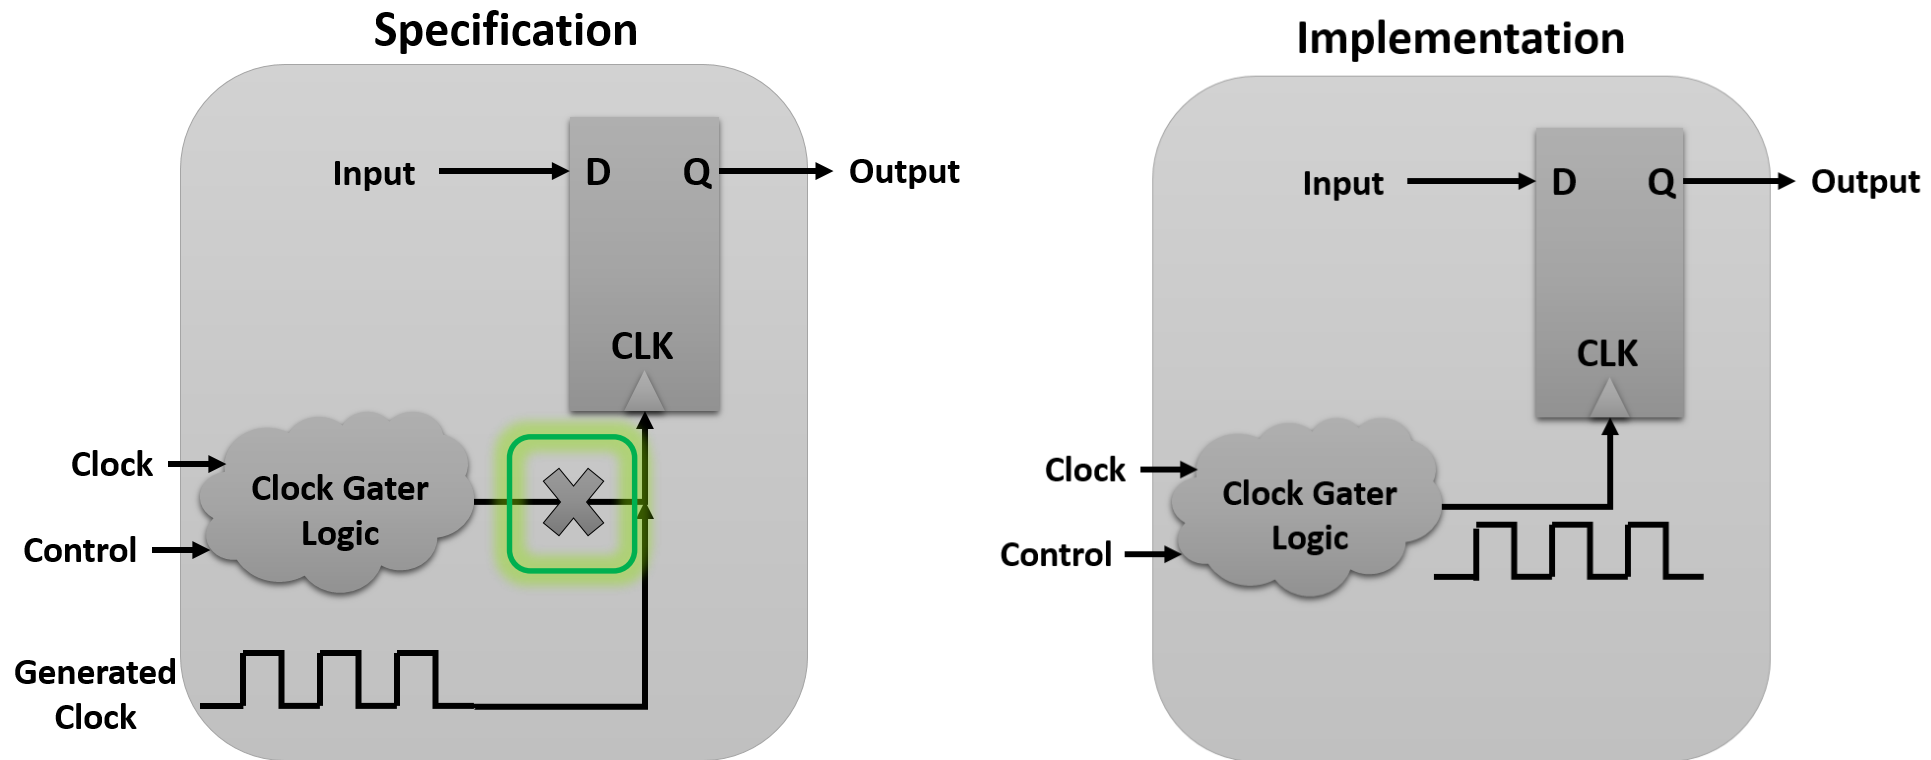 Specification
Input
D
Q
Output
CLK
Clock
Clock Gater
Logic
Control
Generated
Clock
Implementation
Input
D
Q
Output
CLK
Clock
Clock Gater
Logic
Control